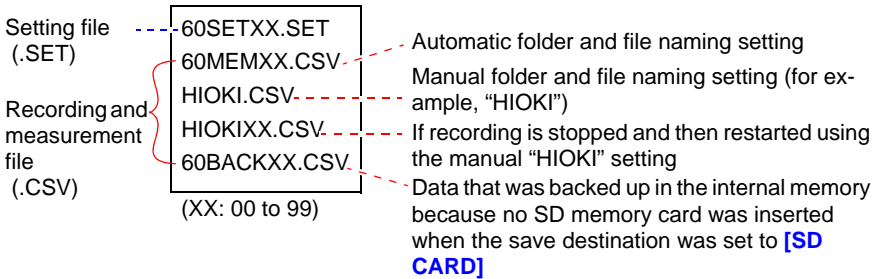 Setting file
(.SET)
Recording and
measurement
file
(.CSV)
60SETXX.SET
60MEMXX.CSV
HIOKI.CSV
HIOKIXX.CSV
60BACKXX.CSV
(XX: 00 to 99)
Automatic folder and file naming setting
Manual folder and file naming setting (for ex-
ample, “HIOKI”)
If recording is stopped and then restarted using
the manual “HIOKI” setting
Data that was backed up in the internal memory
because no SD memory card was inserted
when the save destination was set to [SD
CARD]